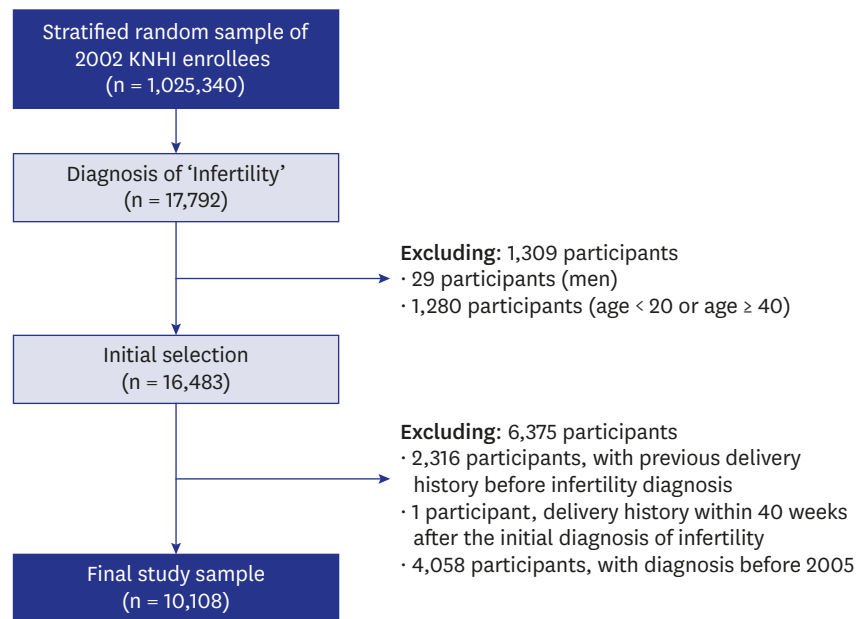 Stratified random sample of
2002 KNHI enrollees
(n = 1,025,340)
Diagnosis of ‘Infertility’
(n = 17,792)
Excluding: 1,309 participants
· 29 participants (men)
· 1,280 participants (age < 20 or age ≥ 40)
Initial selection
(n = 16,483)
Excluding: 6,375 participants
· 2,316 participants, with previous delivery
history before infertility diagnosis
· 1 participant, delivery history within 40 weeks
after the initial diagnosis of infertility
· 4,058 participants, with diagnosis before 2005
Final study sample
(n = 10,108)